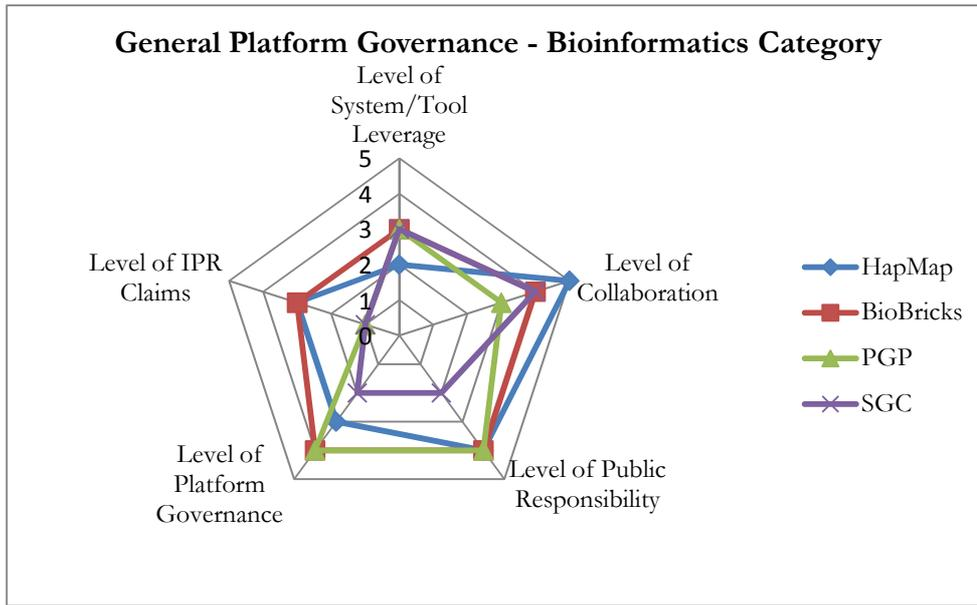 General Platform Governance - Bioinformatics Category
Level of
System/Tool
Leverage
5
4
3
2
1
0
Level of
Collaboration
Level of Public
Responsibility
Level of
Platform
Governance
Level of IPR
Claims
HapMap
BioBricks
PGP
SGC